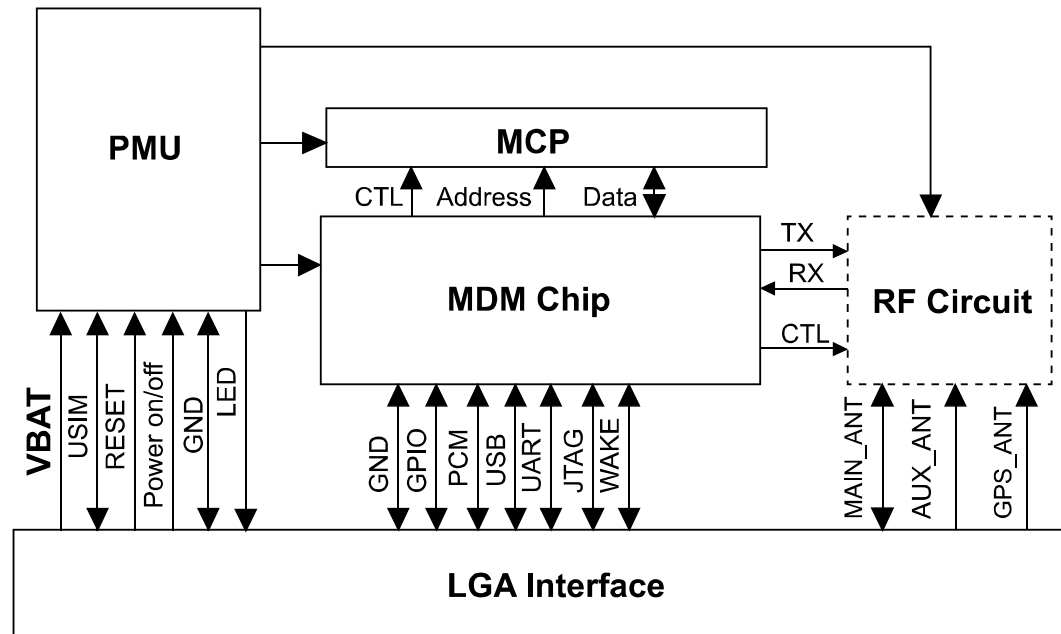 PMU
MCP
CTL
Address
Data
MDM Chip
TX
RX
CTL
RF Circuit
VBAT
USIM
RESET
Power on/off
GND
LED
GND
GPIO
PCM
USB
UART
JTAG
WAKE
MAIN_ANT
AUX_ANT
GPS_ANT
LGA Interface